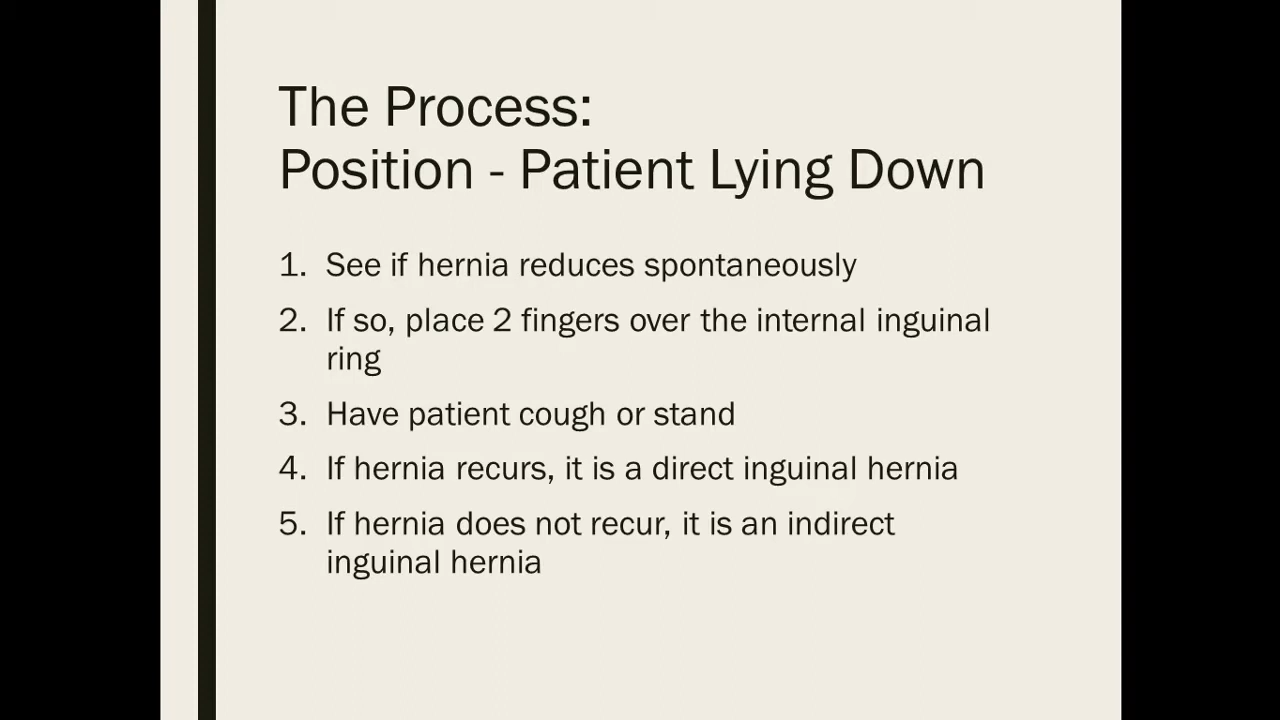 The Process:
Position - Patient Lying Down
1. See if hernia reduces spontaneously
2. If so, place 2 fingers over the internal inguinal
ring
3. Have patient cough or stand
4. If hernia recurs, it is a direct inguinal hernia
5. If hernia does not recur, it is an indirect
inguinal hernia